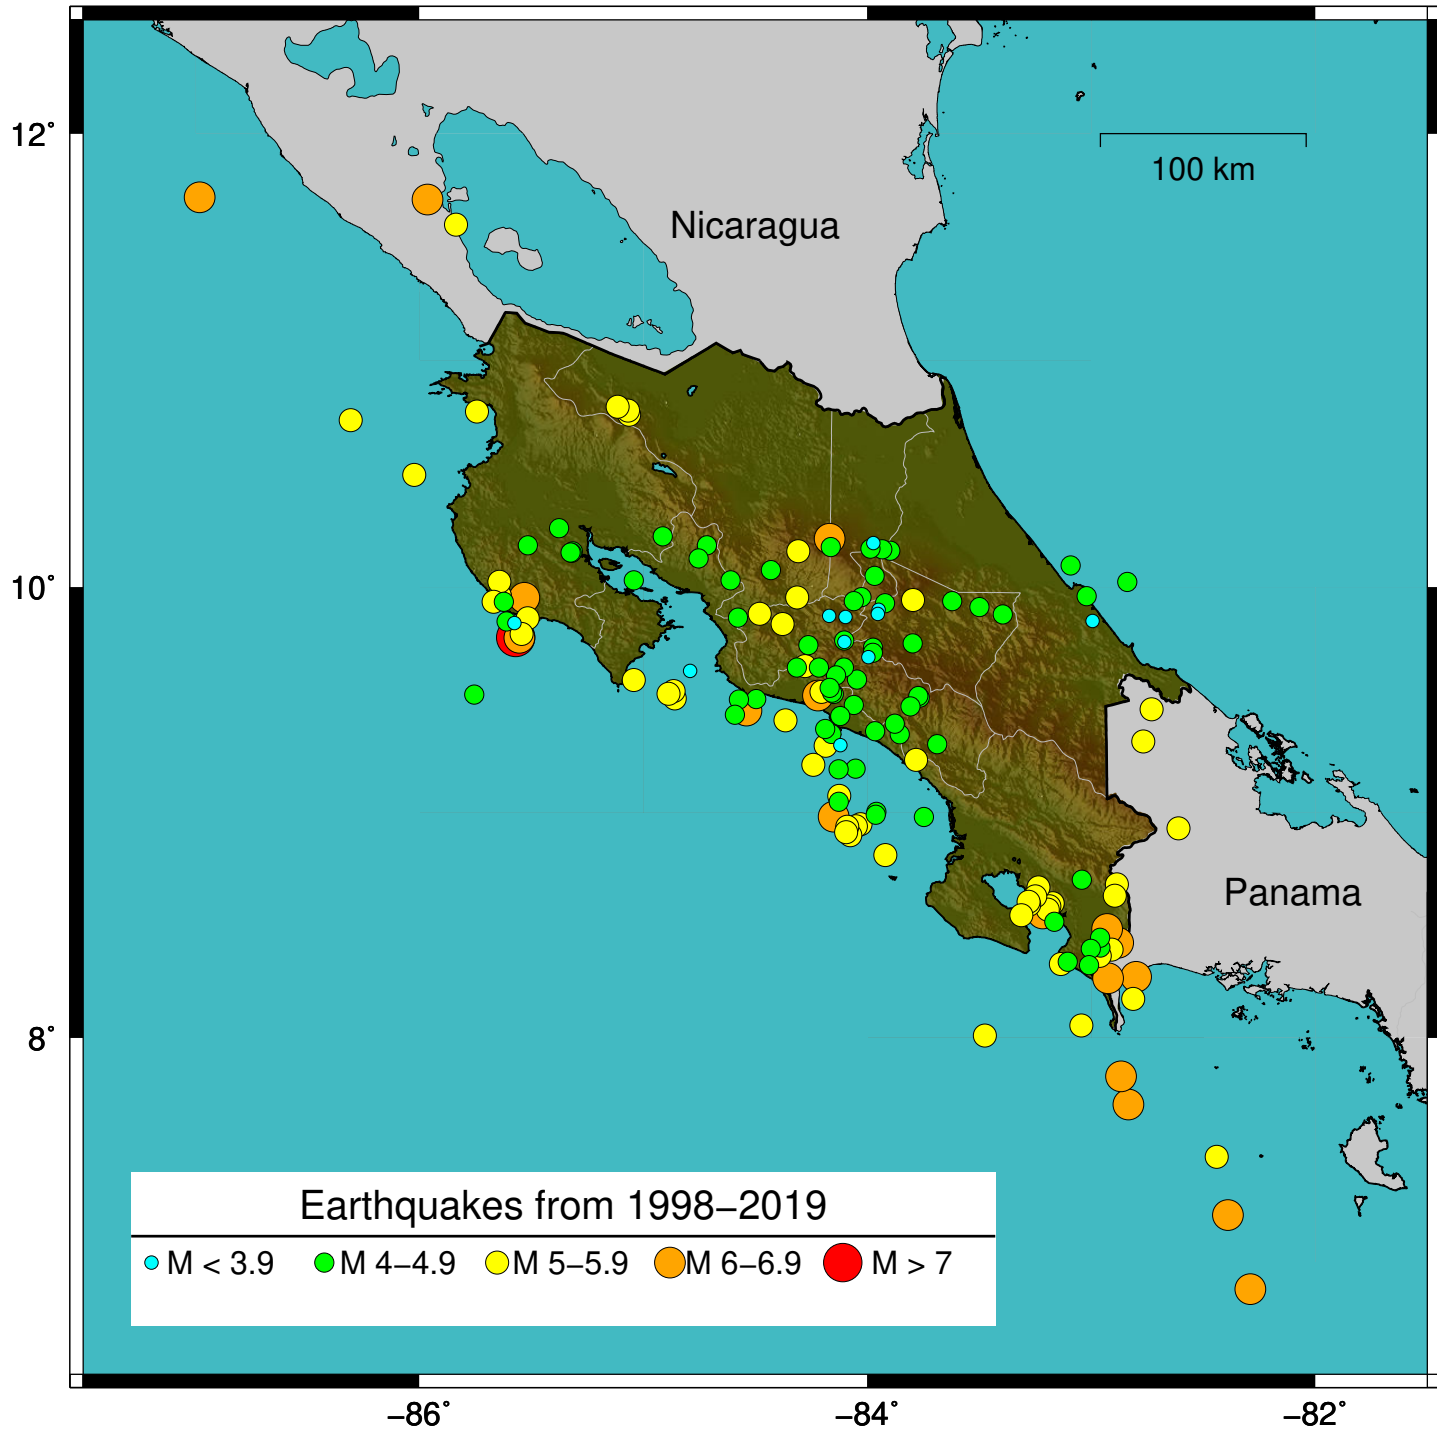 12°
100 km
Nicaragua
10°
Panama
8°
Earthquakes from 1998−2019
M < 3.9 M 4−4.9 M 5−5.9 M 6−6.9 M > 7
−86° −84° −82°